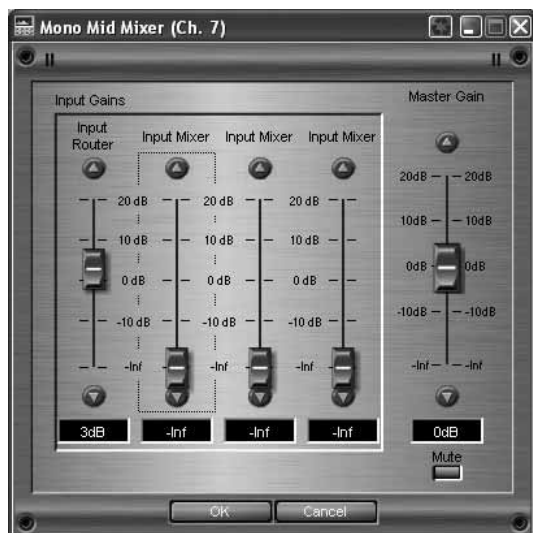 Mono Mid Mixer (Ch. 7)
Input Gains
Master Gain
Input Router
Input Mixer
Input Mixer
Input Mixer
20 dB 20 dB 20 dB
10 dB 10 dB 10 dB
0 dB 0 dB 0 dB
-10 dB -10 dB -10 dB
-Inf -Inf -Inf
3dB -Inf -Inf -Inf
20dB 20dB
10dB 10dB
0dB 0dB
-10dB -10dB
-Inf -Inf
0dB
Mute
OK Cancel